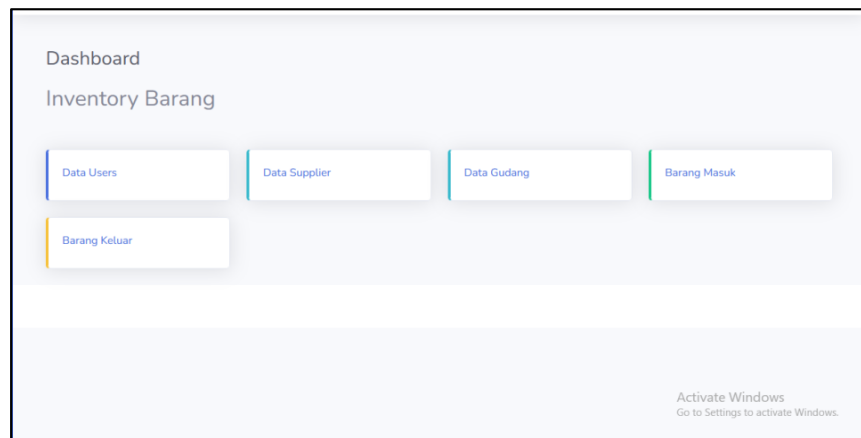 Dashboard
Inventory Barang
Data Users
Data Supplier
Data Gudang
Barang Masuk
Barang Keluar
Activate Windows
Go to Settings to activate Windows.